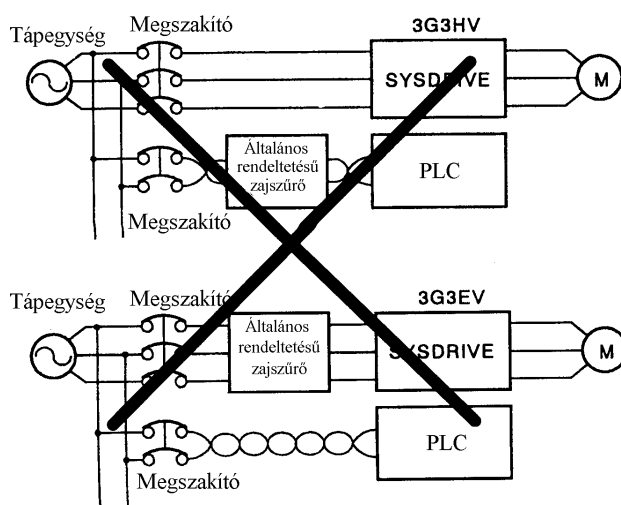 Megszakító
3G3HV
Tápegység
SYSDRIVE
M
Általános
rendeltetésű
zajszűrő
PLC
Megszakító
3G3EV
Tápegység
Megszakító
Általános
rendeltetésű
zajszűrő
SYSDRIVE
M
PLC
Megszakító